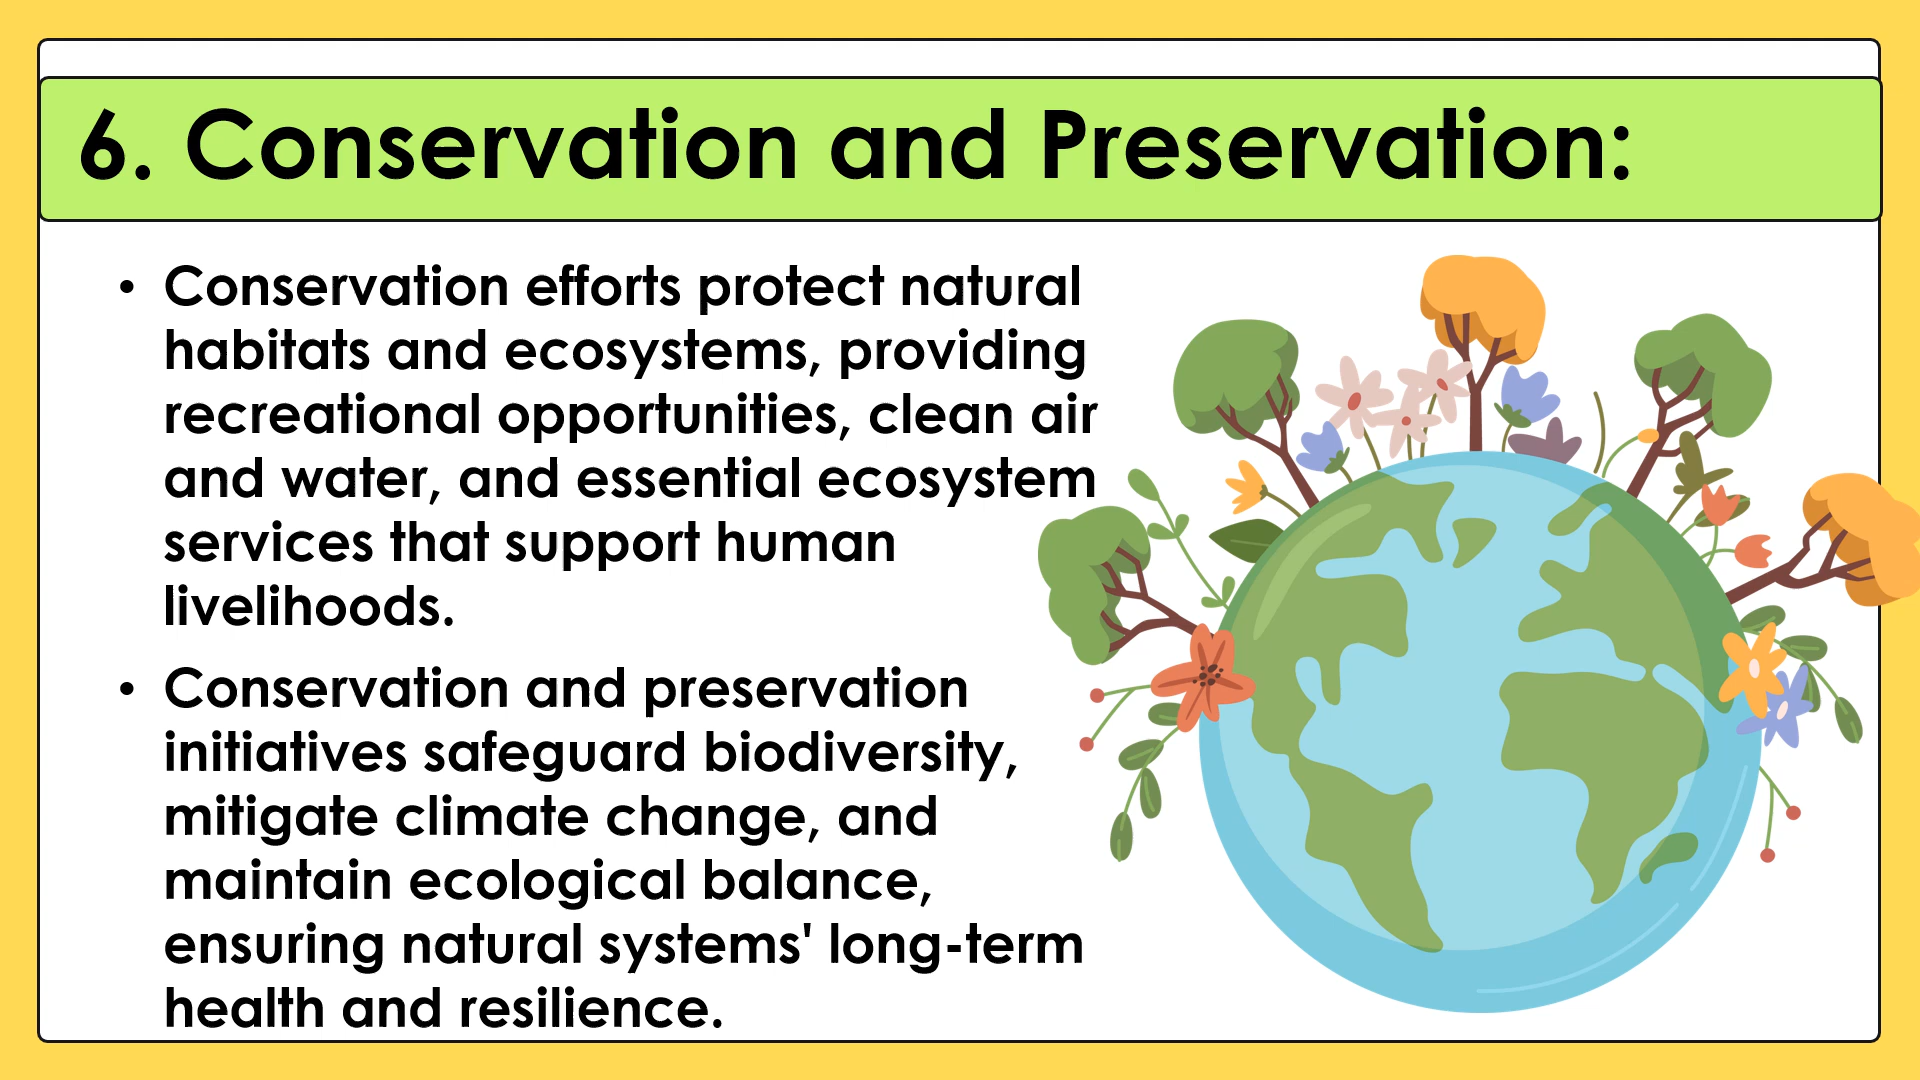 6. Conservation and Preservation:
• Conservation efforts protect natural
habitats and ecosystems, providing
recreational opportunities, clean air
and water, and essential ecosystem
services that support human
livelihoods.
• Conservation and preservation
initiatives safeguard biodiversity,
mitigate climate change, and
maintain ecological balance,
ensuring natural systems' long-term
health and resilience.